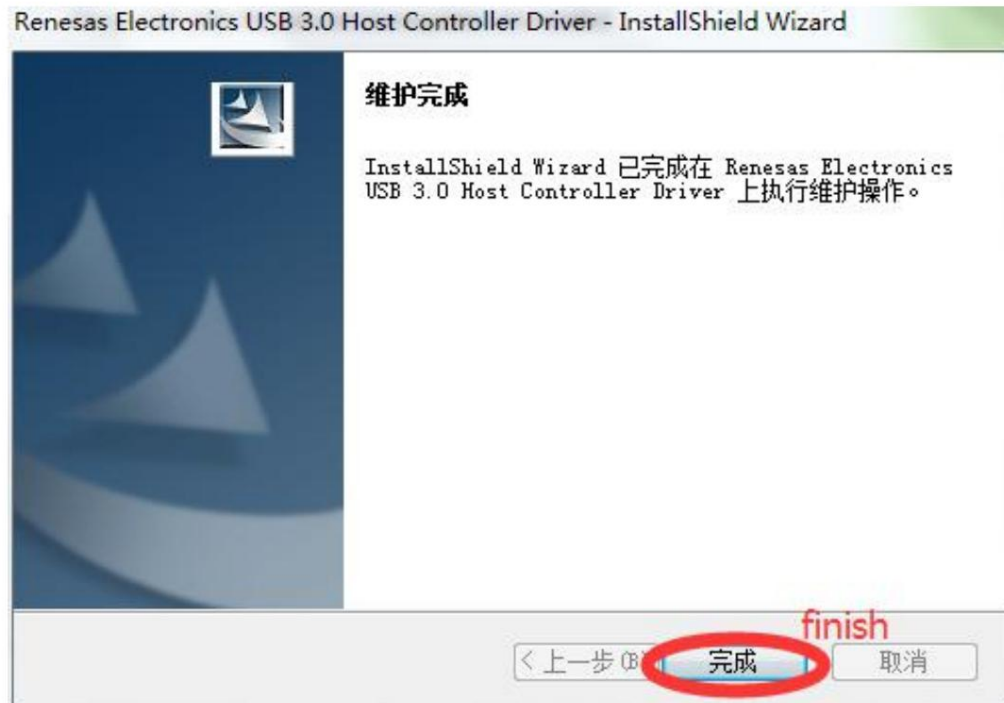 Renesas Electronics USB 3.0 Host Controller Driver - InstallShield Wizard
维护完成
InstallShield Wizard 已完成在 Renesas Electronics
USB 3.0 Host Controller Driver 上执行维护操作。
finish
<上一步(B) 完成 取消